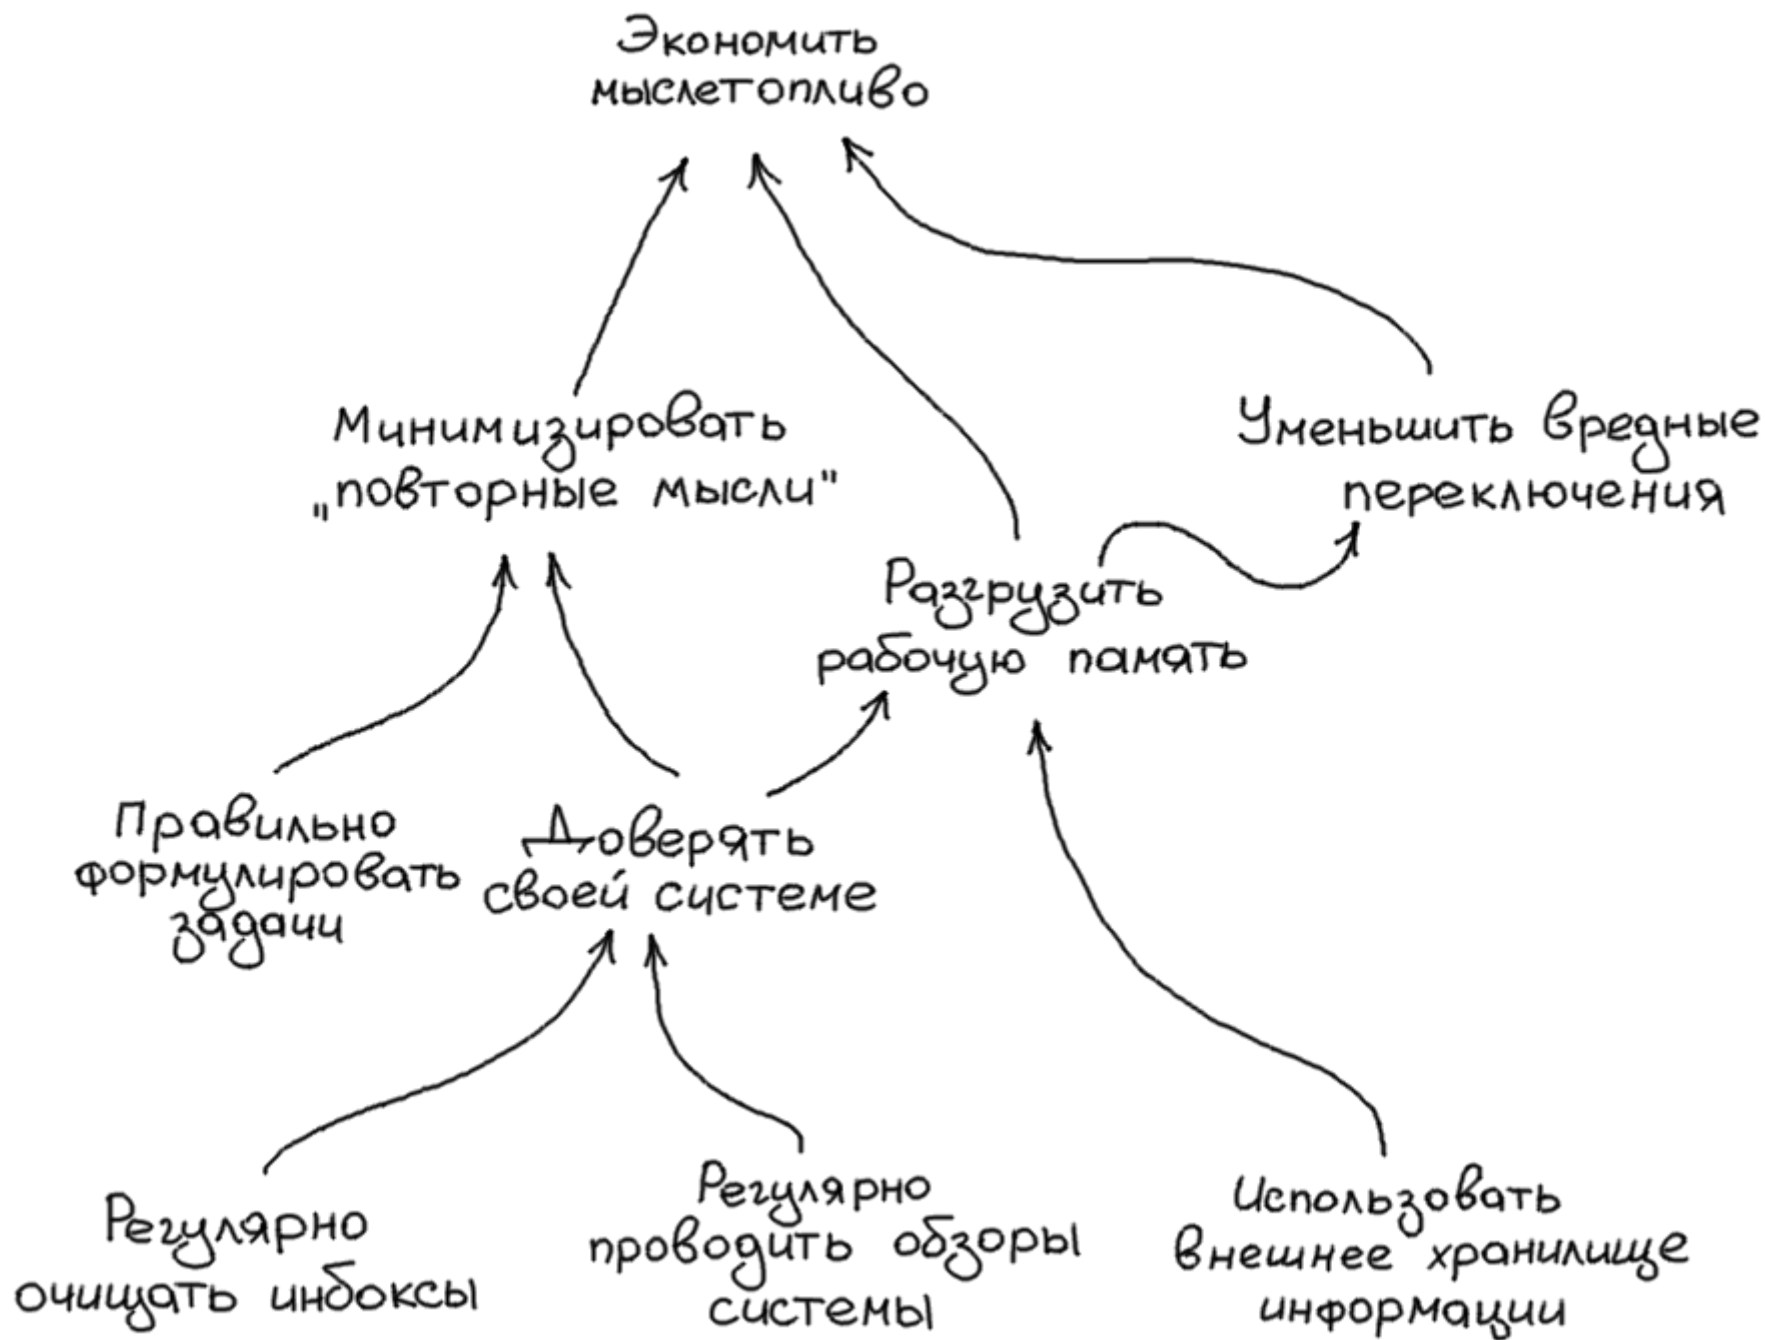 Экономить
мыслетопливо
Минимизировать
„повторные мысли"
Уменьшить вредные
переключения
Разгрузить
рабочую память
Правильно
формулировать
задачи
Доверять
своей системе
Регулярно
очищать инбоксы
Регулярно
проводить обзоры
системы
Использовать
внешнее хранилище
информации